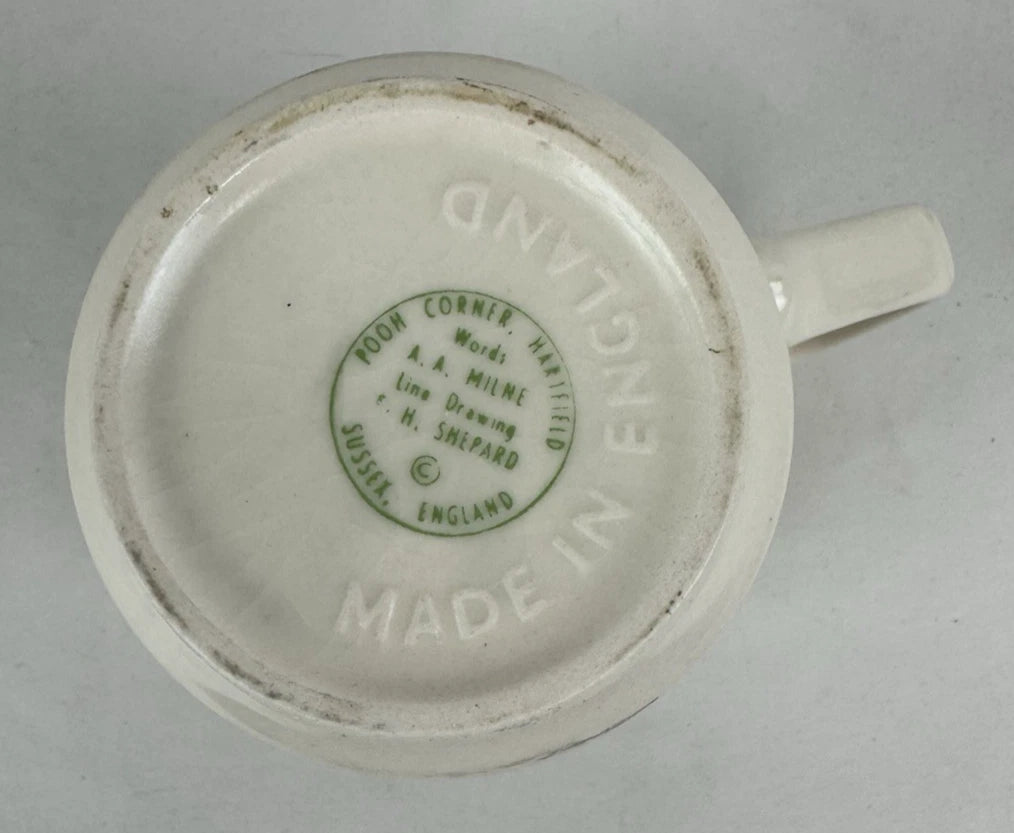 POOH CORNER, HARTFIELD
Words
A. A. MILNE
Line Drawing
E. H. SHEPARD
©
SUSSEX, ENGLAND
MADE IN ENGLAND